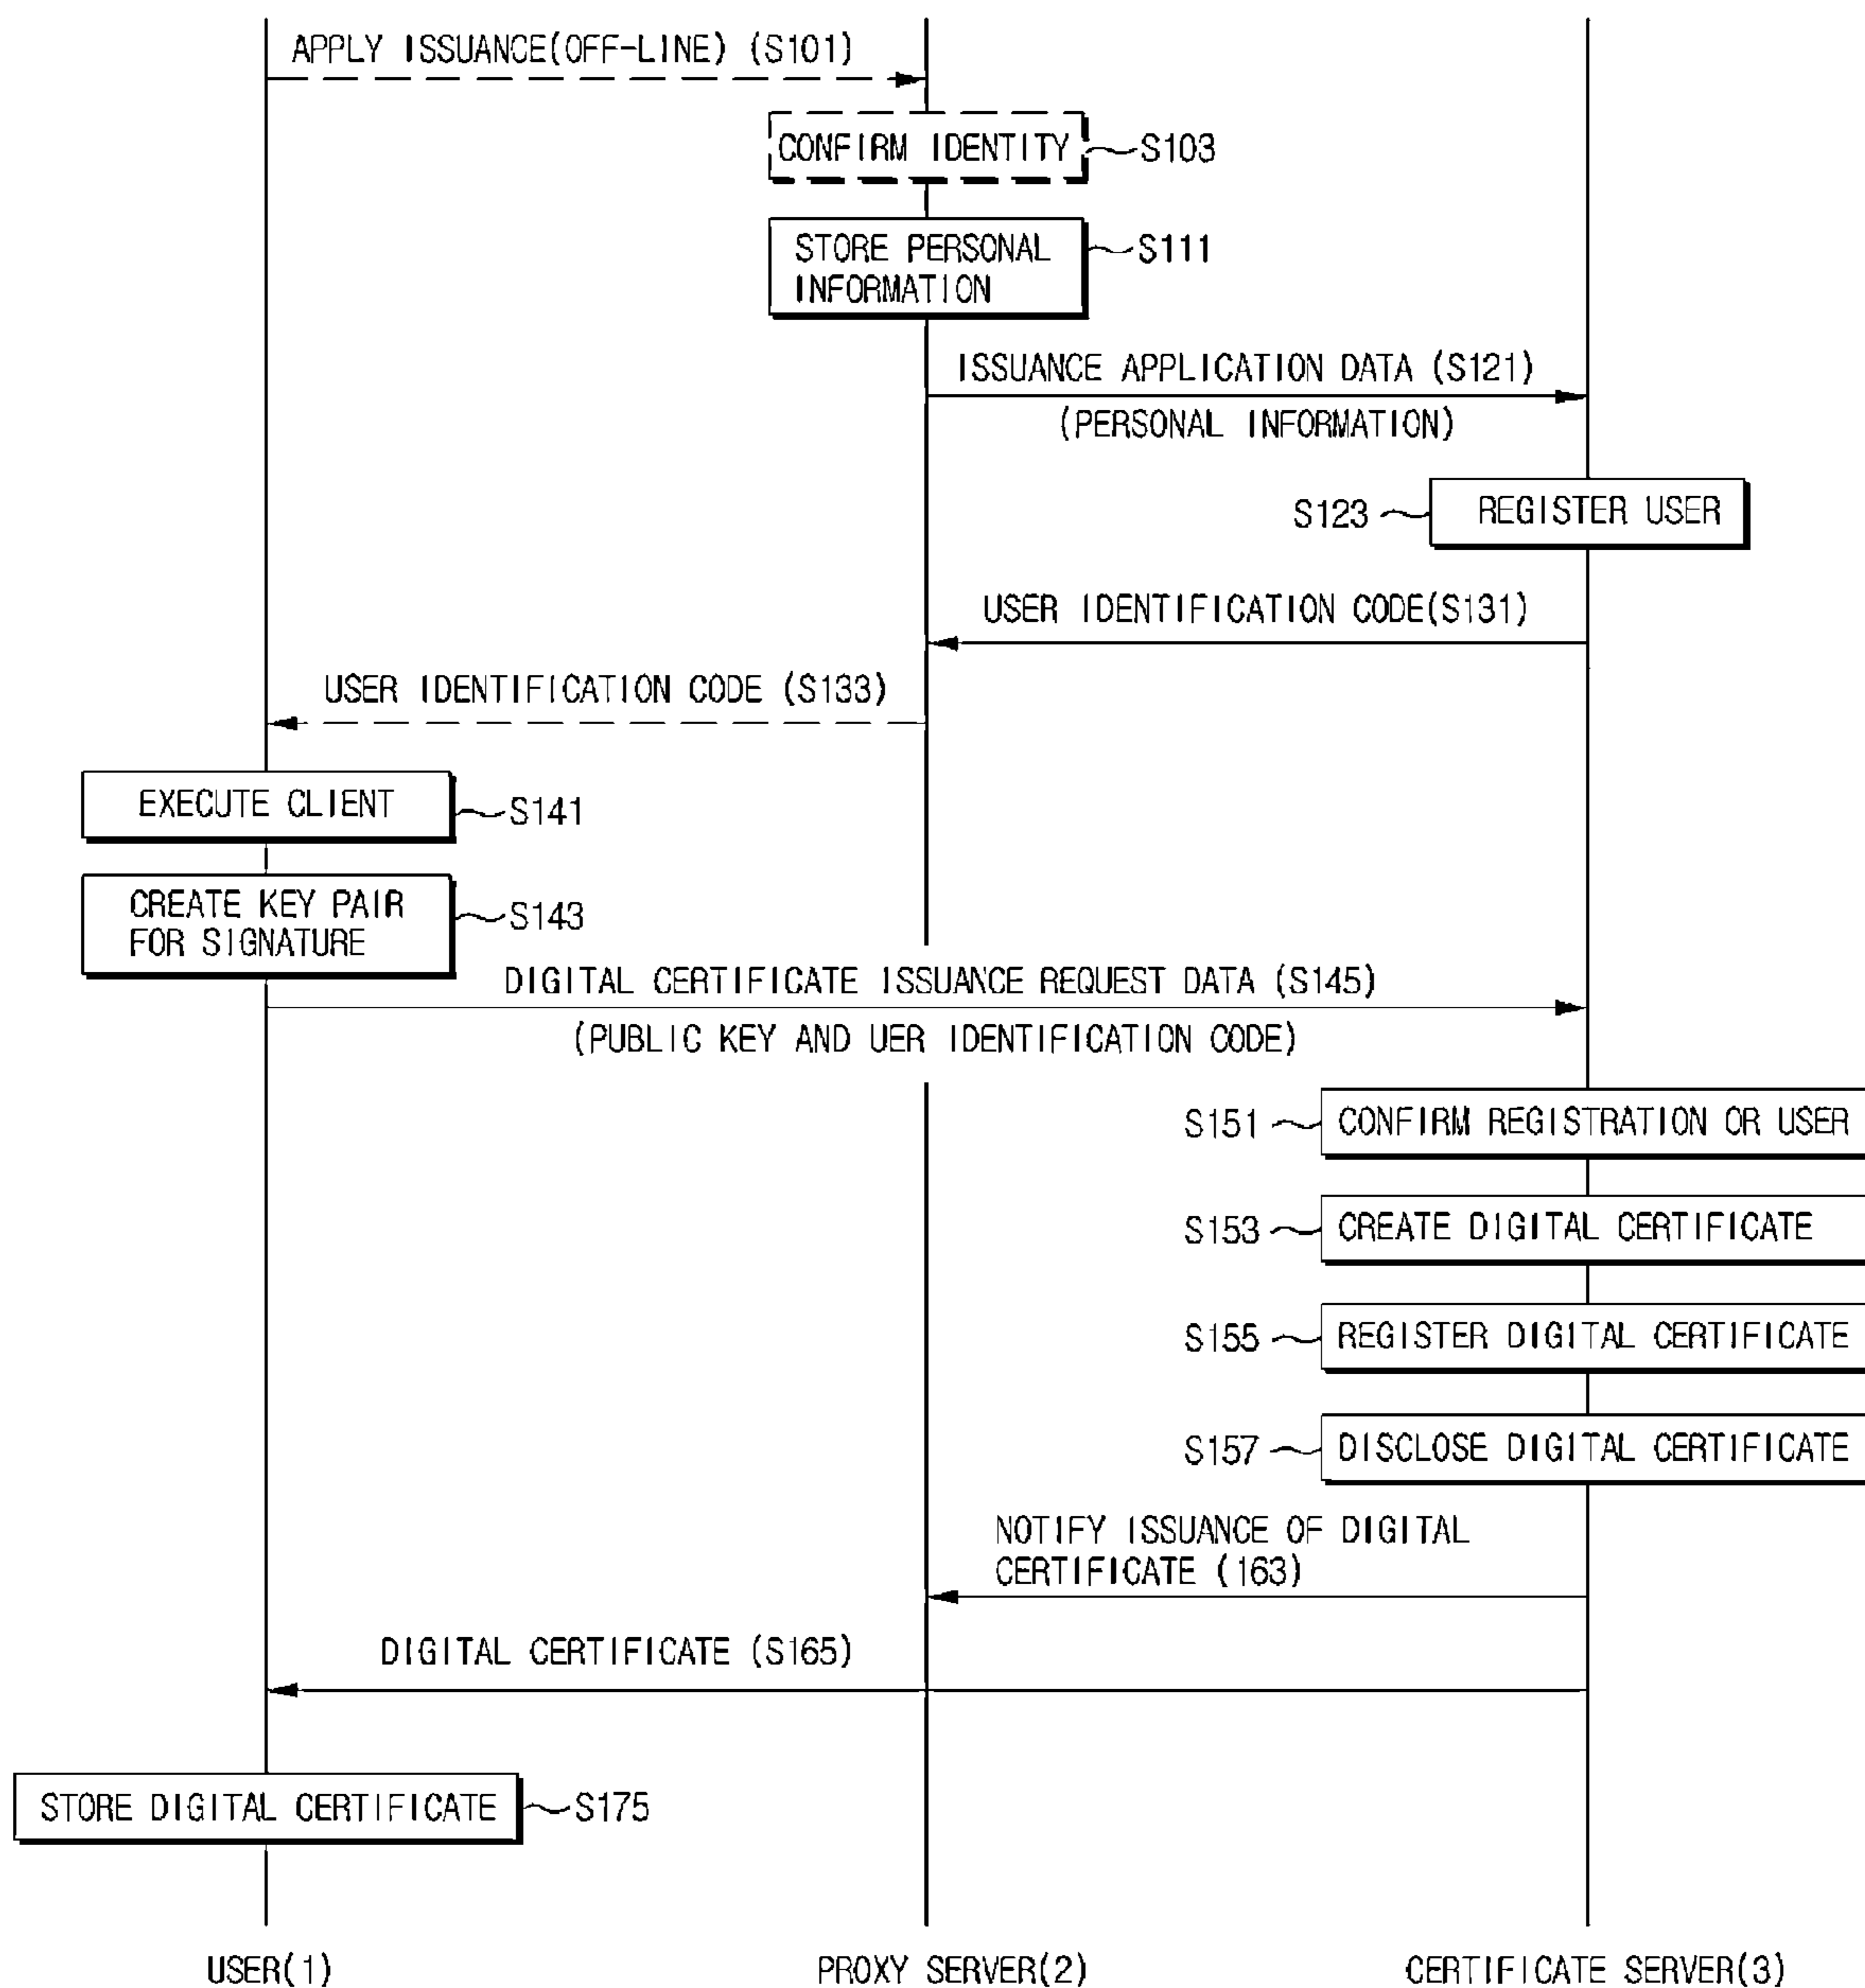 APPLY ISSUANCE(OFF-LINE) (S101)
CONFIRM IDENTITY
S103
STORE PERSONAL
INFORMATION
S111
ISSUANCE APPLICATION DATA (S121)
(PERSONAL INFORMATION)
S123
REGISTER USER
USER IDENTIFICATION CODE(S131)
USER IDENTIFICATION CODE (S133)
EXECUTE CLIENT
S141
CREATE KEY PAIR
FOR SIGNATURE
S143
DIGITAL CERTIFICATE ISSUANCE REQUEST DATA (S145)
(PUBLIC KEY AND UER IDENTIFICATION CODE)
S151
CONFIRM REGISTRATION OR USER
S153
CREATE DIGITAL CERTIFICATE
S155
REGISTER DIGITAL CERTIFICATE
S157
DISCLOSE DIGITAL CERTIFICATE
NOTIFY ISSUANCE OF DIGITAL
CERTIFICATE (163)
DIGITAL CERTIFICATE (S165)
STORE DIGITAL CERTIFICATE
S175
USER(1)
PROXY SERVER(2)
CERTIFICATE SERVER(3)